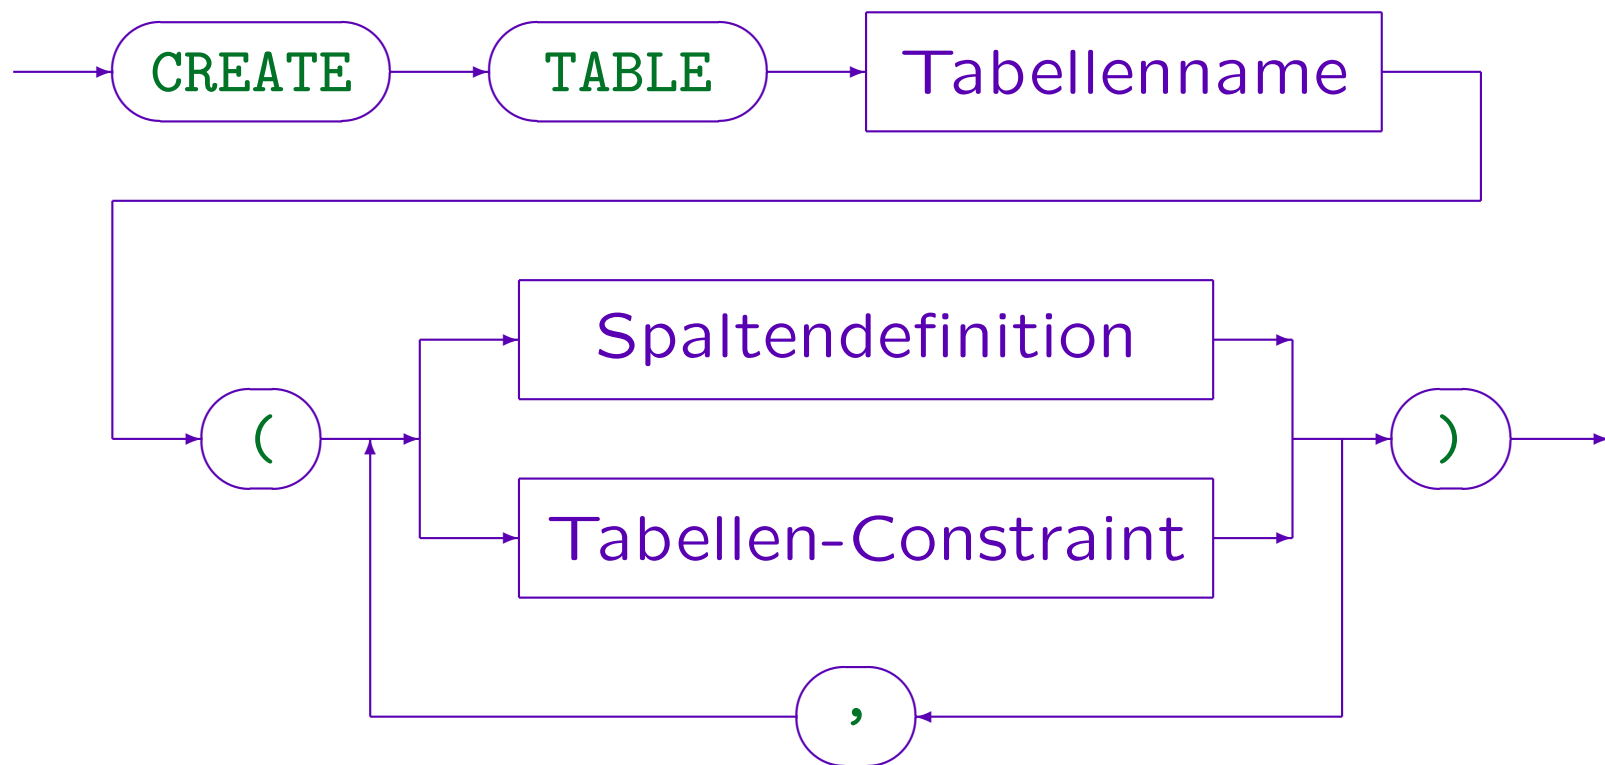 CREATE TABLE Tabellenname
Spaltendefinition
( )
Tabellen-Constraint
,